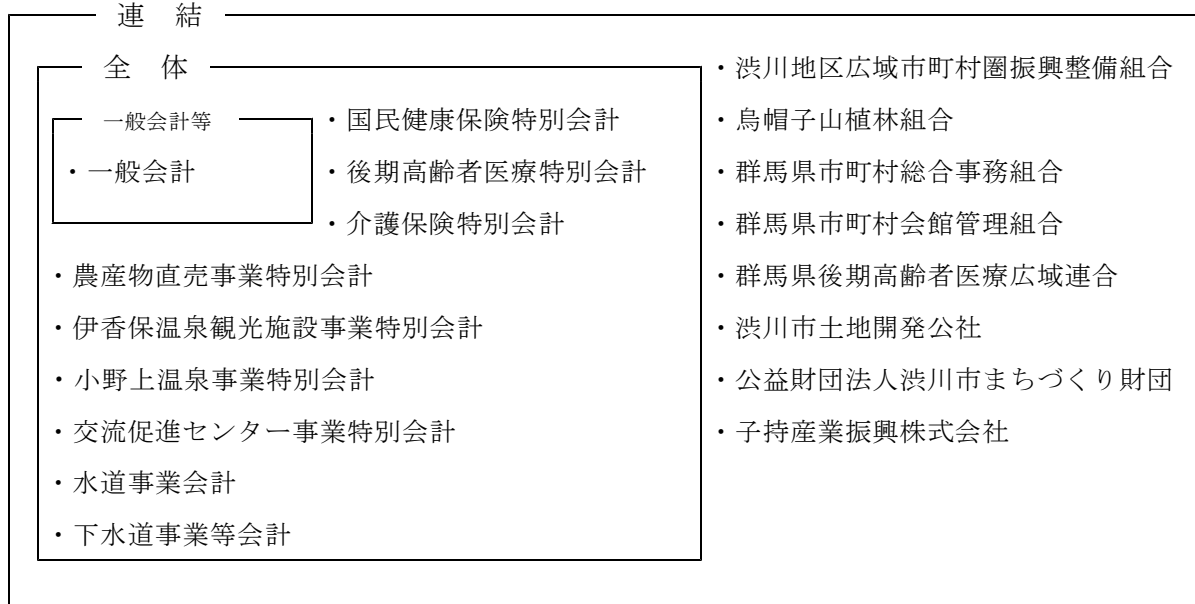 連 結
全 体
一般会計等
・一般会計
・国民健康保険特別会計
・後期高齢者医療特別会計
・介護保険特別会計
・農産物直売事業特別会計
・伊香保温泉観光施設事業特別会計
・小野上温泉事業特別会計
・交流促進センター事業特別会計
・水道事業会計
・下水道事業等会計
・渋川地区広域市町村圏振興整備組合
・烏帽子山植林組合
・群馬県市町村総合事務組合
・群馬県市町村会館管理組合
・群馬県後期高齢者医療広域連合
・渋川市土地開発公社
・公益財団法人渋川市まちづくり財団
・子持産業振興株式会社